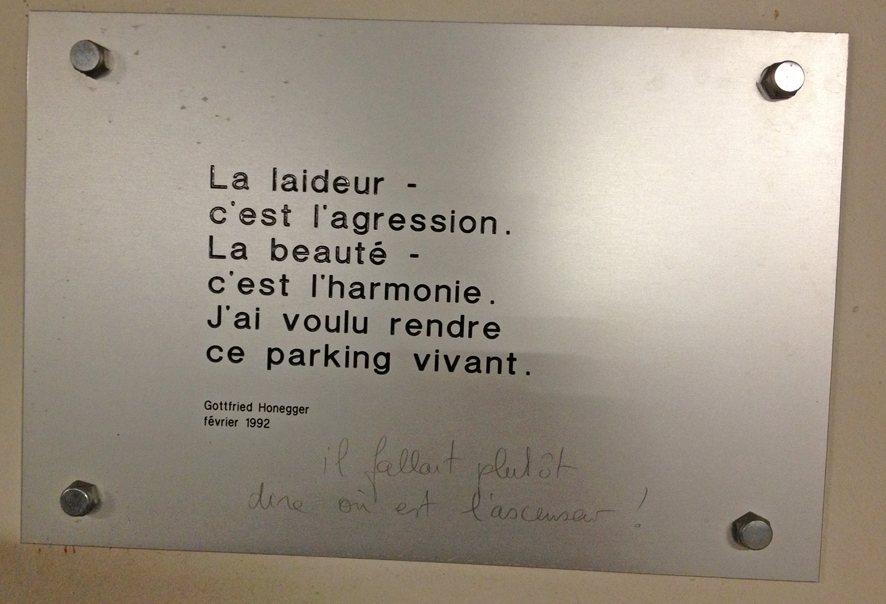 La laideur -
c'est l'agression.
La beauté -
c'est l'harmonie.
J'ai voulu rendre
ce parking vivant.
Gottfried Honegger
février 1992
il fallait plutôt
dire où est l'ascenseur !